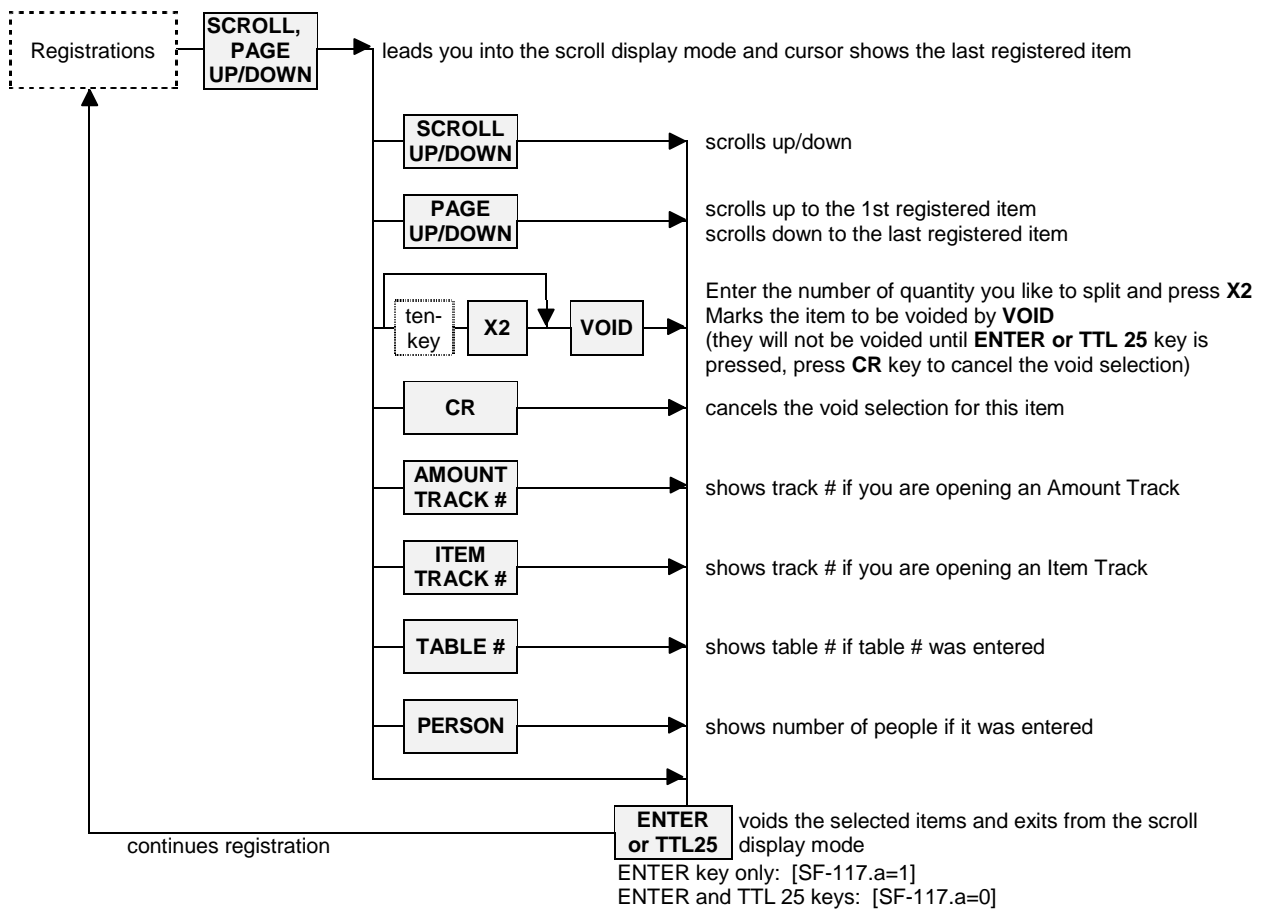 Registrations
SCROLL,
PAGE
UP/DOWN
leads you into the scroll display mode and cursor shows the last registered item
SCROLL
UP/DOWN
scrolls up/down
PAGE
UP/DOWN
scrolls up to the 1st registered item
scrolls down to the last registered item
ten-
key
X2
VOID
Enter the number of quantity you like to split and press X2
Marks the item to be voided by VOID
(they will not be voided until ENTER or TTL 25 key is
pressed, press CR key to cancel the void selection)
CR
cancels the void selection for this item
AMOUNT
TRACK #
shows track # if you are opening an Amount Track
ITEM
TRACK #
shows track # if you are opening an Item Track
TABLE #
shows table # if table # was entered
PERSON
shows number of people if it was entered
ENTER
or TTL25
voids the selected items and exits from the scroll
display mode
continues registration
ENTER key only: [SF-117.a=1]
ENTER and TTL 25 keys: [SF-117.a=0]